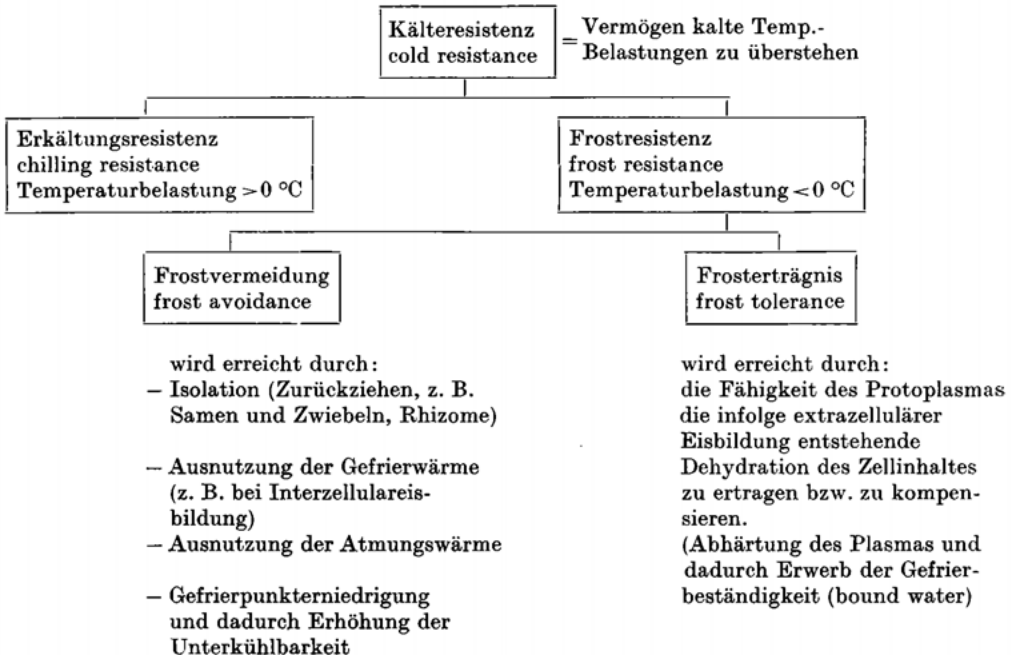 Kälteresistenz
cold resistance
= Vermögen kalte Temp.-
Belastungen zu überstehen
Erkältungsresistenz
chilling resistance
Temperaturbelastung >0 °C
Frostresistenz
frost resistance
Temperaturbelastung <0 °C
Frostvermeidung
frost avoidance
Frosterträgnis
frost tolerance
wird erreicht durch:
– Isolation (Zurückziehen, z. B.
Samen und Zwiebeln, Rhizome)
– Ausnutzung der Gefrierwärme
(z. B. bei Interzellulareis-
bildung)
– Ausnutzung der Atmungswärme
– Gefrierpunkterniedrigung
und dadurch Erhöhung der
Unterkühlbarkeit
wird erreicht durch:
die Fähigkeit des Protoplasmas
die infolge extrazellulärer
Eisbildung entstehende
Dehydration des Zellinhaltes
zu ertragen bzw. zu kompen-
sieren.
(Abhärtung des Plasmas und
dadurch Erwerb der Gefrier-
beständigkeit (bound water)